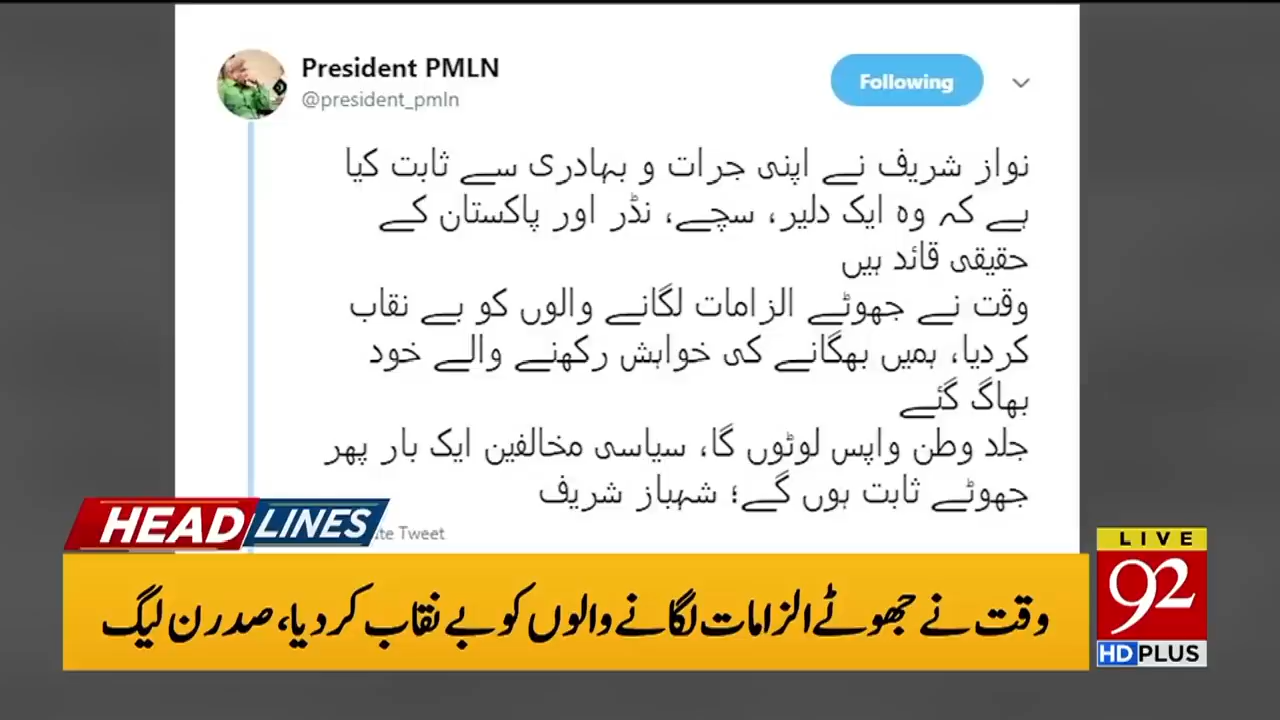 President PMLN
@president_pmln
Following
نواز شریف نے اپنی جرات و بہادری سے ثابت کیا
ہے کہ وہ ایک دلیر، سچے، نڈر اور پاکستان کے
حقیقی قائد ہیں
وقت نے جھوٹے الزامات لگانے والوں کو بے نقاب
کردیا، ہمیں بھگانے کی خواہش رکھنے والے خود
بھاگ گئے
جلد وطن واپس لوٹوں گا، سیاسی مخالفین ایک بار پھر
جھوٹے ثابت ہوں گے؛ شہباز شریف
Tweet
HEADLINES
وقت نے جھوٹے الزامات لگانے والوں کو بے نقاب کردیا، صدر ن لیگ
LIVE
92
HD PLUS